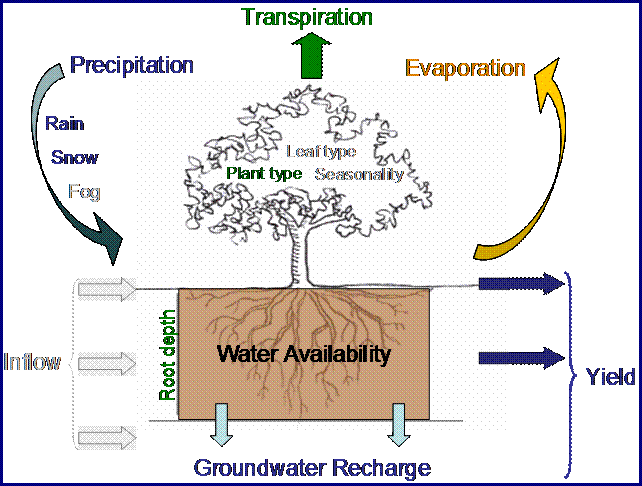 Transpiration
Precipitation
Evaporation
Rain
Snow
Fog
Leaf type
Plant type
Seasonality
Inflow
Root depth
Water Availability
Yield
Groundwater Recharge